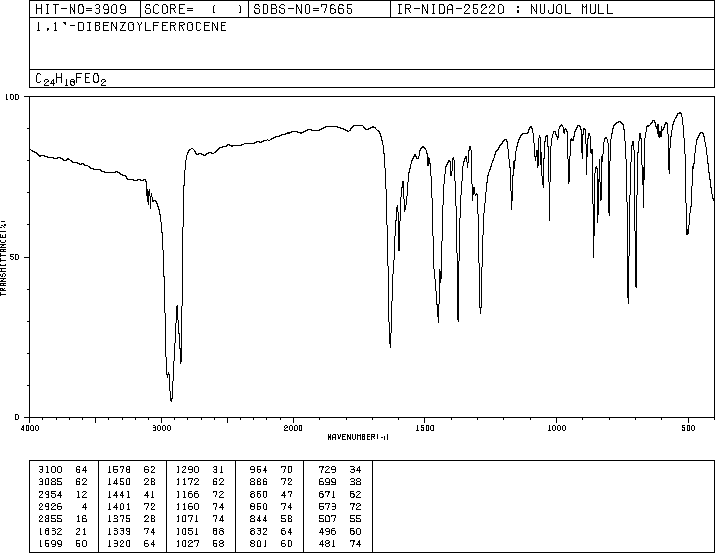 HIT-NO=3909 SCORE= ( ) SDBS-NO=7665 IR-NIDA-25220 : NUJOL MULL
1,1'-DIBENZOYLFERROCENE
C24H18FEO2
100
50
0
TRANSMITTANCE(%)
4000 3000 2000 1500 1000 500
WAVENUMBER(-1)
3100 64 1578 62 1290 31 954 70 729 34
3085 62 1450 28 1172 62 886 72 699 38
2954 12 1441 41 1166 72 860 47 671 62
2926 4 1401 72 1160 74 850 74 573 72
2855 16 1375 28 1071 74 844 58 507 55
1632 21 1339 74 1051 68 832 64 496 60
1599 50 1320 64 1027 58 801 60 481 74